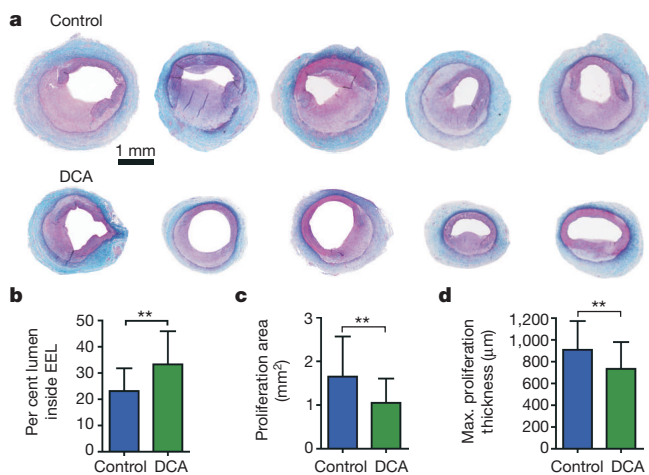 a
Control
1 mm
DCA
b
Per cent lumen
inside EEL
50
40
30
20
10
0
**
Control DCA
c
Proliferation area
(mm²)
3
2
1
0
**
Control DCA
d
Max. proliferation
thickness (μm)
1,200
1,000
800
600
400
200
0
**
Control DCA